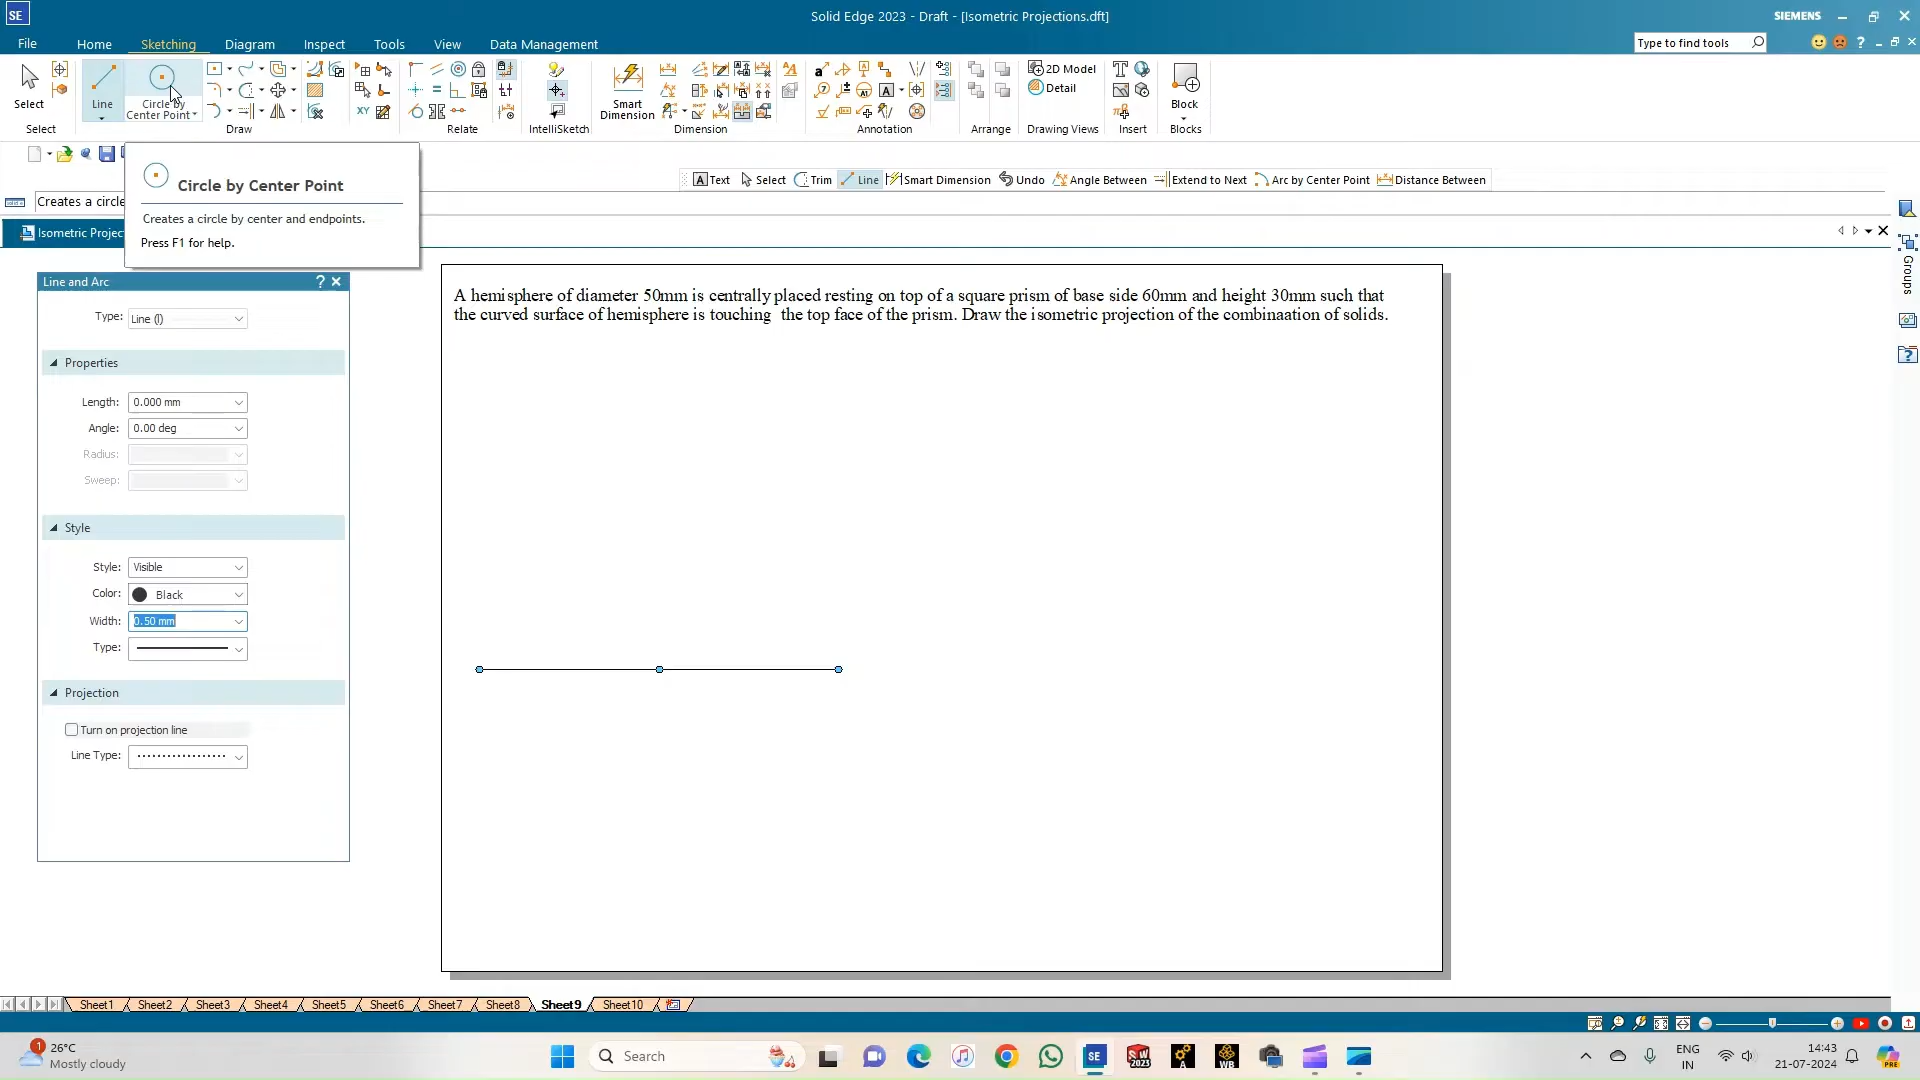 SE
Solid Edge 2023 - Draft - [Isometric Projections.dft]
SIEMENS
File
Home
Sketching
Diagram
Inspect
Tools
View
Data Management
Type to find tools
Select
Line
Circle by
Center Point
Smart
Dimension
2D Model
Detail
Block
Select
Draw
Relate
IntelliSketch
Dimension
Annotation
Arrange
Drawing Views
Insert
Blocks
Circle by Center Point
Creates a circle by center and endpoints.
Press F1 for help.
Text
Select
Trim
Line
Smart Dimension
Undo
Angle Between
Extend to Next
Arc by Center Point
Distance Between
Creates a circle
Isometric Projec
Groups
Line and Arc
Type: Line (l)
Properties
Length: 0.000 mm
Angle: 0.00 deg
Radius:
Sweep:
Style
Style: Visible
Color: Black
Width: 0.50 mm
Type:
Projection
Turn on projection line
Line Type:
A hemisphere of diameter 50mm is centrally placed resting on top of a square prism of base side 60mm and height 30mm such that
the curved surface of hemisphere is touching the top face of the prism. Draw the isometric projection of the combinaation of solids.
Sheet1
Sheet2
Sheet3
Sheet4
Sheet5
Sheet6
Sheet7
Sheet8
Sheet9
Sheet10
1
26°C
Mostly cloudy
Search
SE
ENG
IN
14:43
21-07-2024